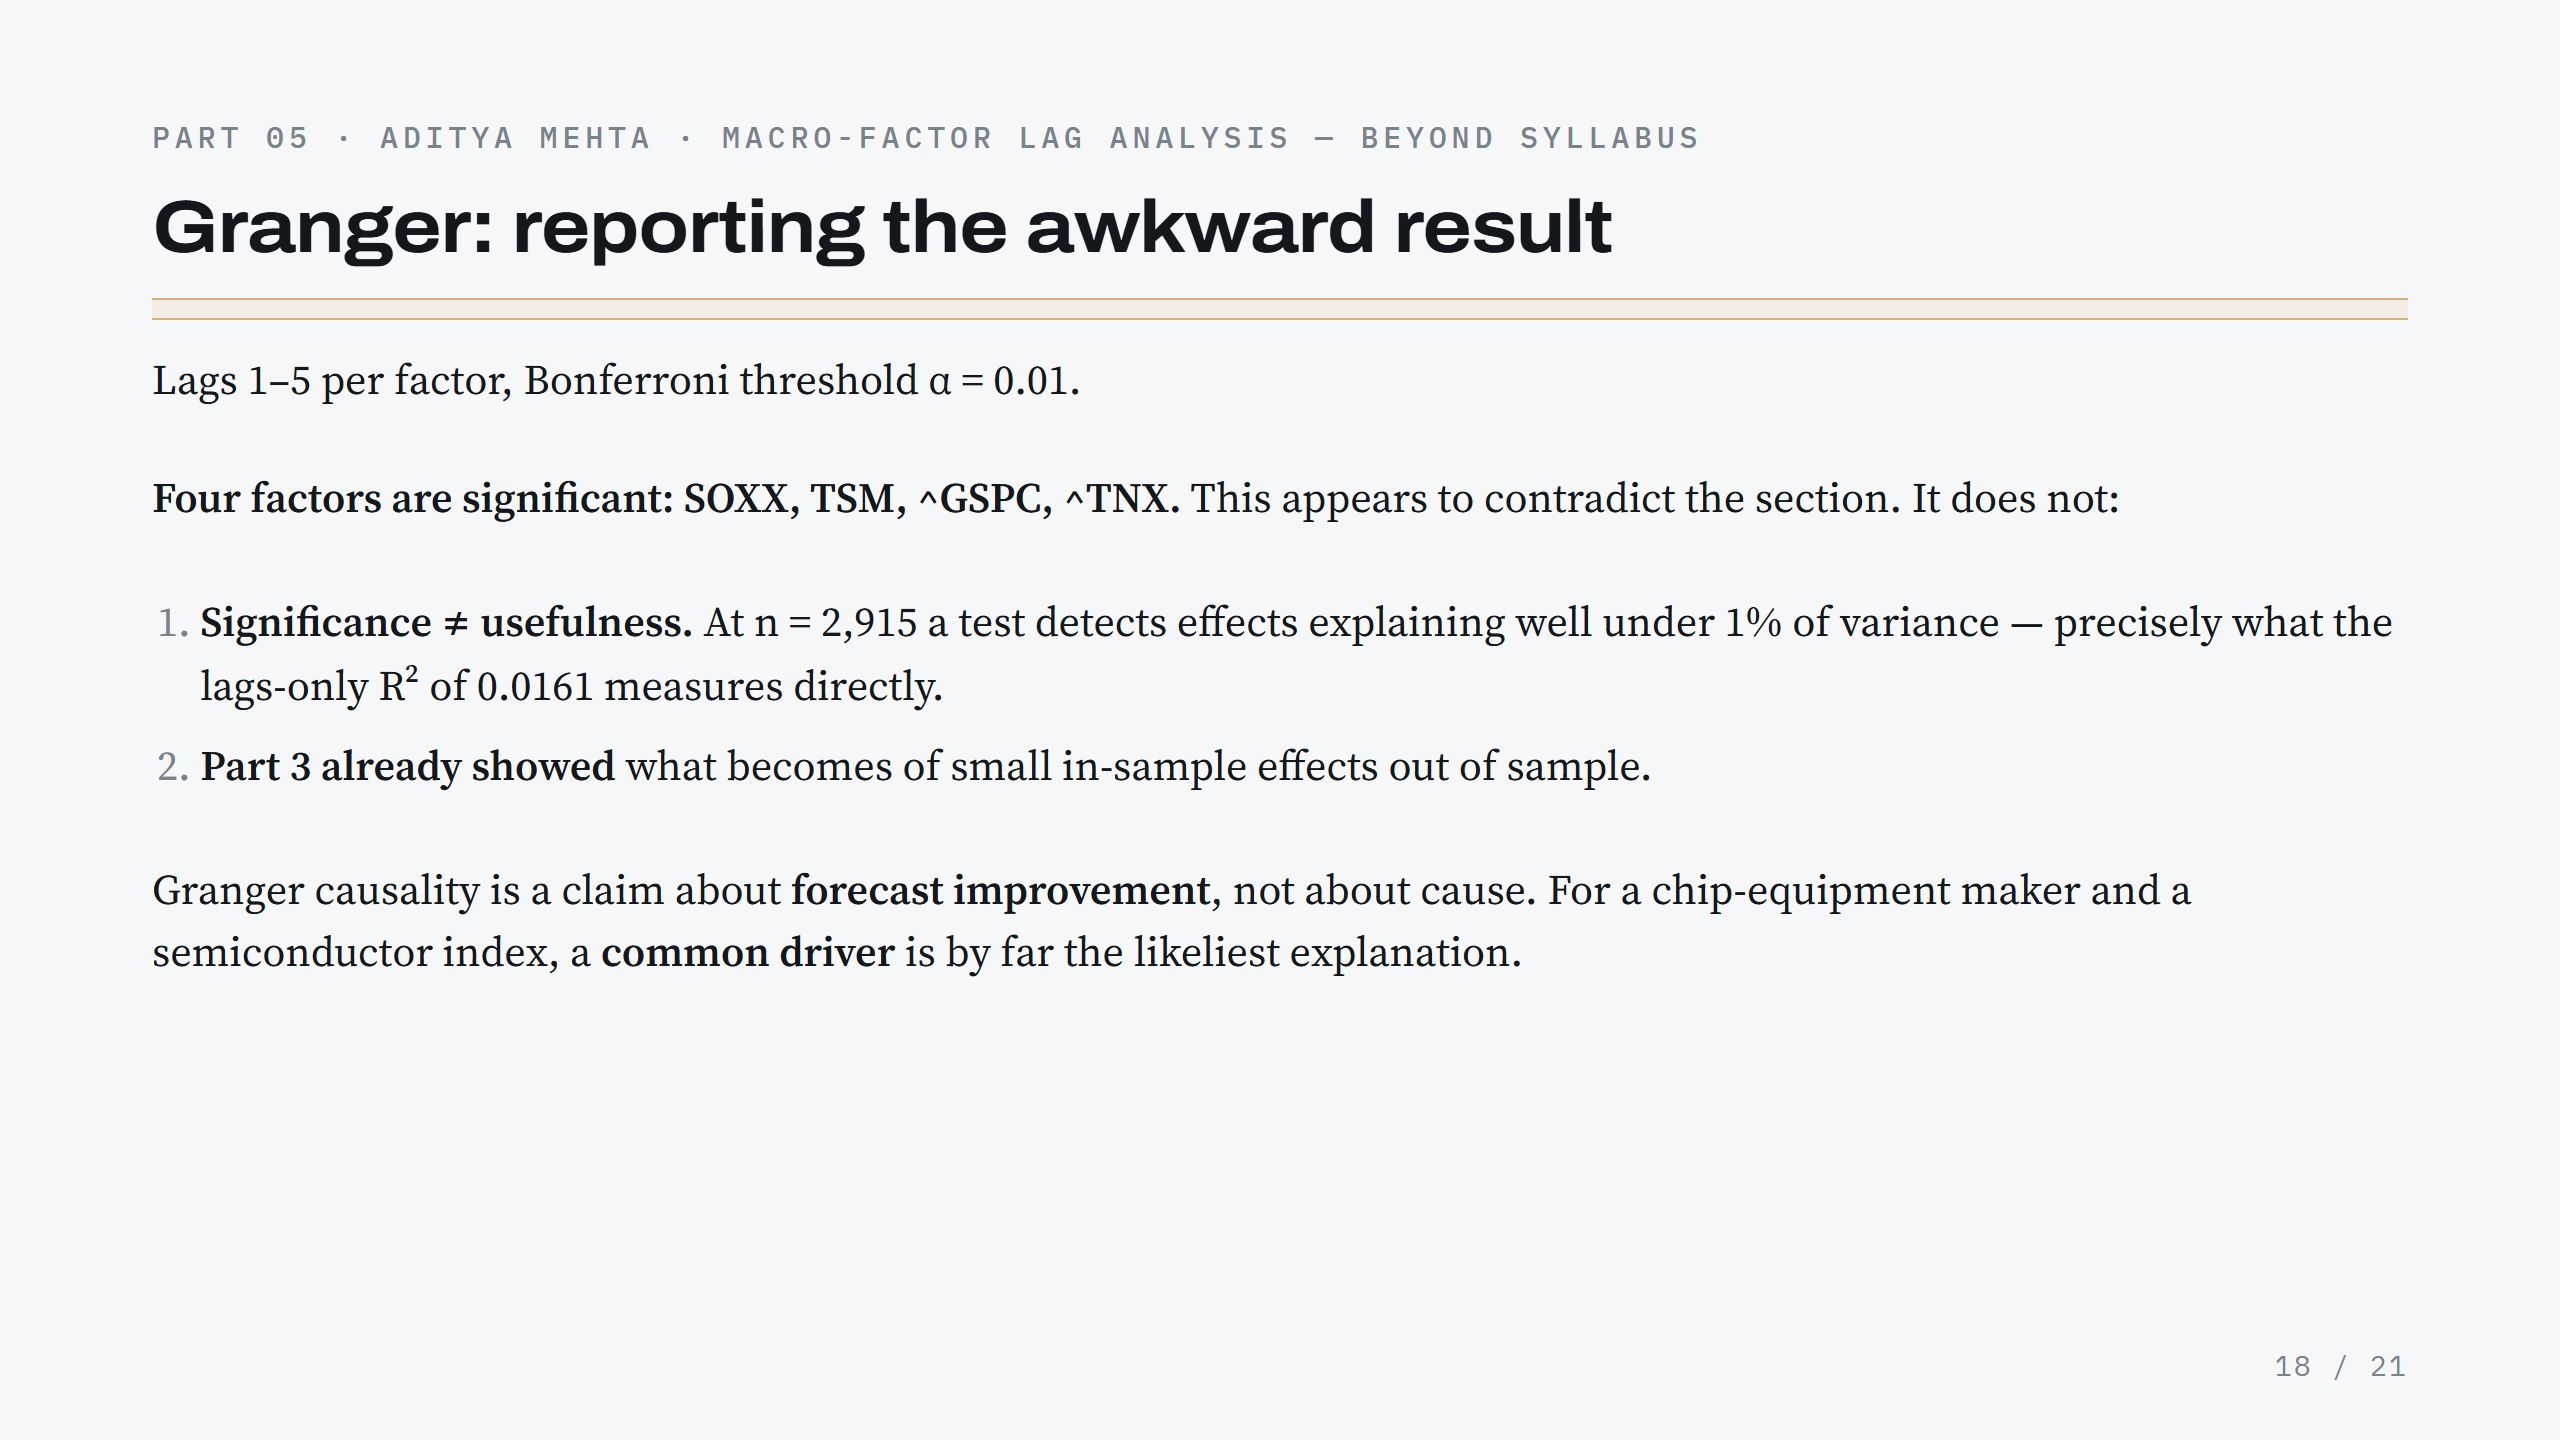 PART 05 · ADITYA MEHTA · MACRO-FACTOR LAG ANALYSIS — BEYOND SYLLABUS
Granger: reporting the awkward result
Lags 1–5 per factor, Bonferroni threshold α = 0.01.
Four factors are significant: SOXX, TSM, ^GSPC, ^TNX. This appears to contradict the section. It does not:
1. Significance ≠ usefulness. At n = 2,915 a test detects effects explaining well under 1% of variance — precisely what the
lags-only R² of 0.0161 measures directly.
2. Part 3 already showed what becomes of small in-sample effects out of sample.
Granger causality is a claim about forecast improvement, not about cause. For a chip-equipment maker and a
semiconductor index, a common driver is by far the likeliest explanation.
18 / 21